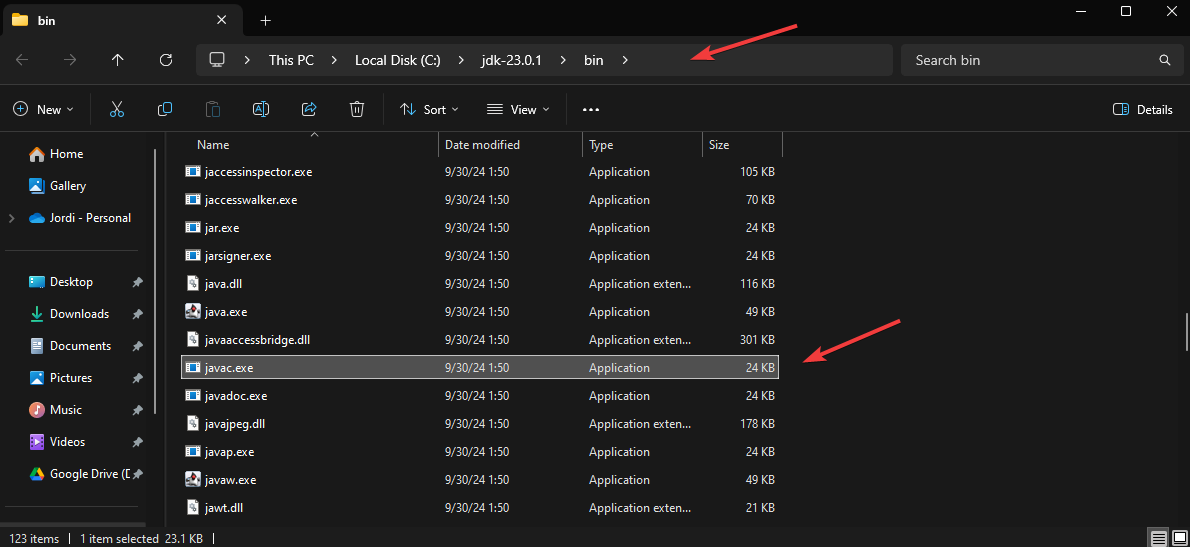 bin
This PC > Local Disk (C:) > jdk-23.0.1 > bin >
Search bin
New
Sort
View
Details
Name Date modified Type Size
Home
Gallery
Jordi - Personal
Desktop
Downloads
Documents
Pictures
Music
Videos
Google Drive (D
jaccessinspector.exe 9/30/24 1:50 Application 105 KB
jaccesswalker.exe 9/30/24 1:50 Application 70 KB
jar.exe 9/30/24 1:50 Application 24 KB
jarsigner.exe 9/30/24 1:50 Application 24 KB
java.dll 9/30/24 1:50 Application exten... 116 KB
java.exe 9/30/24 1:50 Application 49 KB
javaaccessbridge.dll 9/30/24 1:50 Application exten... 301 KB
javac.exe 9/30/24 1:50 Application 24 KB
javadoc.exe 9/30/24 1:50 Application 24 KB
javajpeg.dll 9/30/24 1:50 Application exten... 178 KB
javap.exe 9/30/24 1:50 Application 24 KB
javaw.exe 9/30/24 1:50 Application 49 KB
jawt.dll 9/30/24 1:50 Application exten... 21 KB
123 items | 1 item selected 23.1 KB |